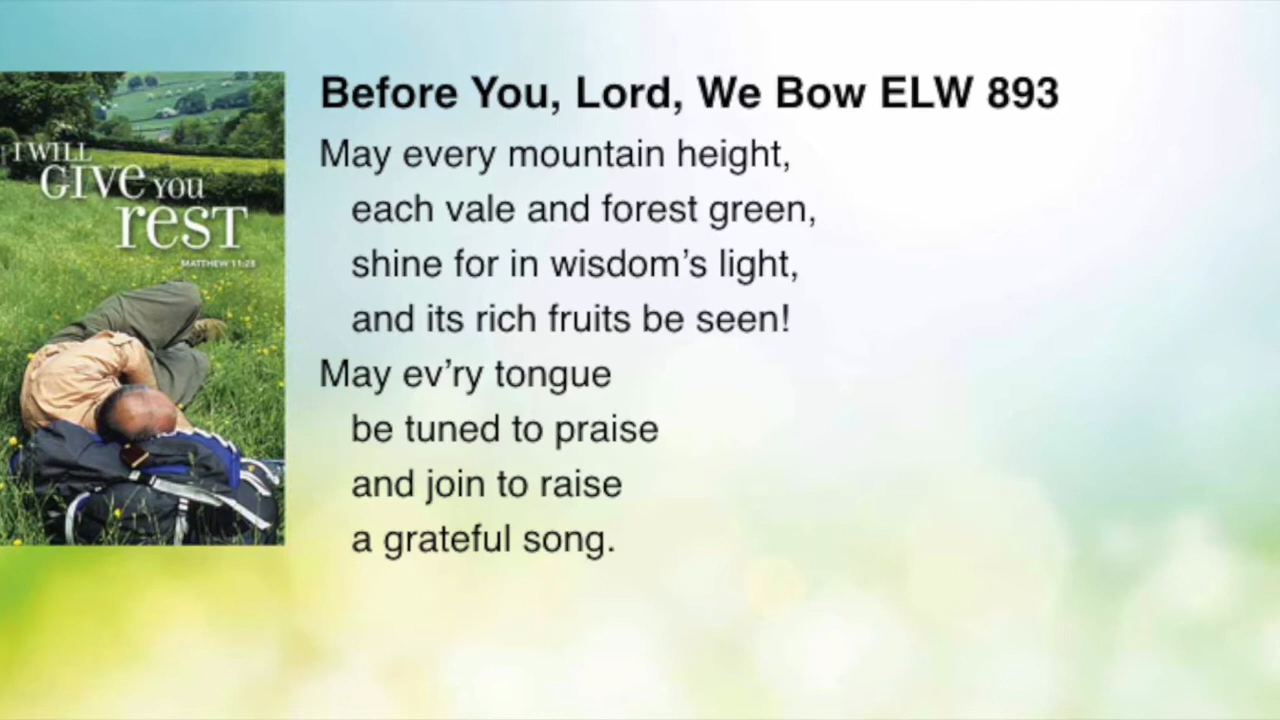 I WILL
GIVE YOU
REST
MATTHEW 11:28
Before You, Lord, We Bow ELW 893
May every mountain height,
each vale and forest green,
shine for in wisdom’s light,
and its rich fruits be seen!
May ev’ry tongue
be tuned to praise
and join to raise
a grateful song.